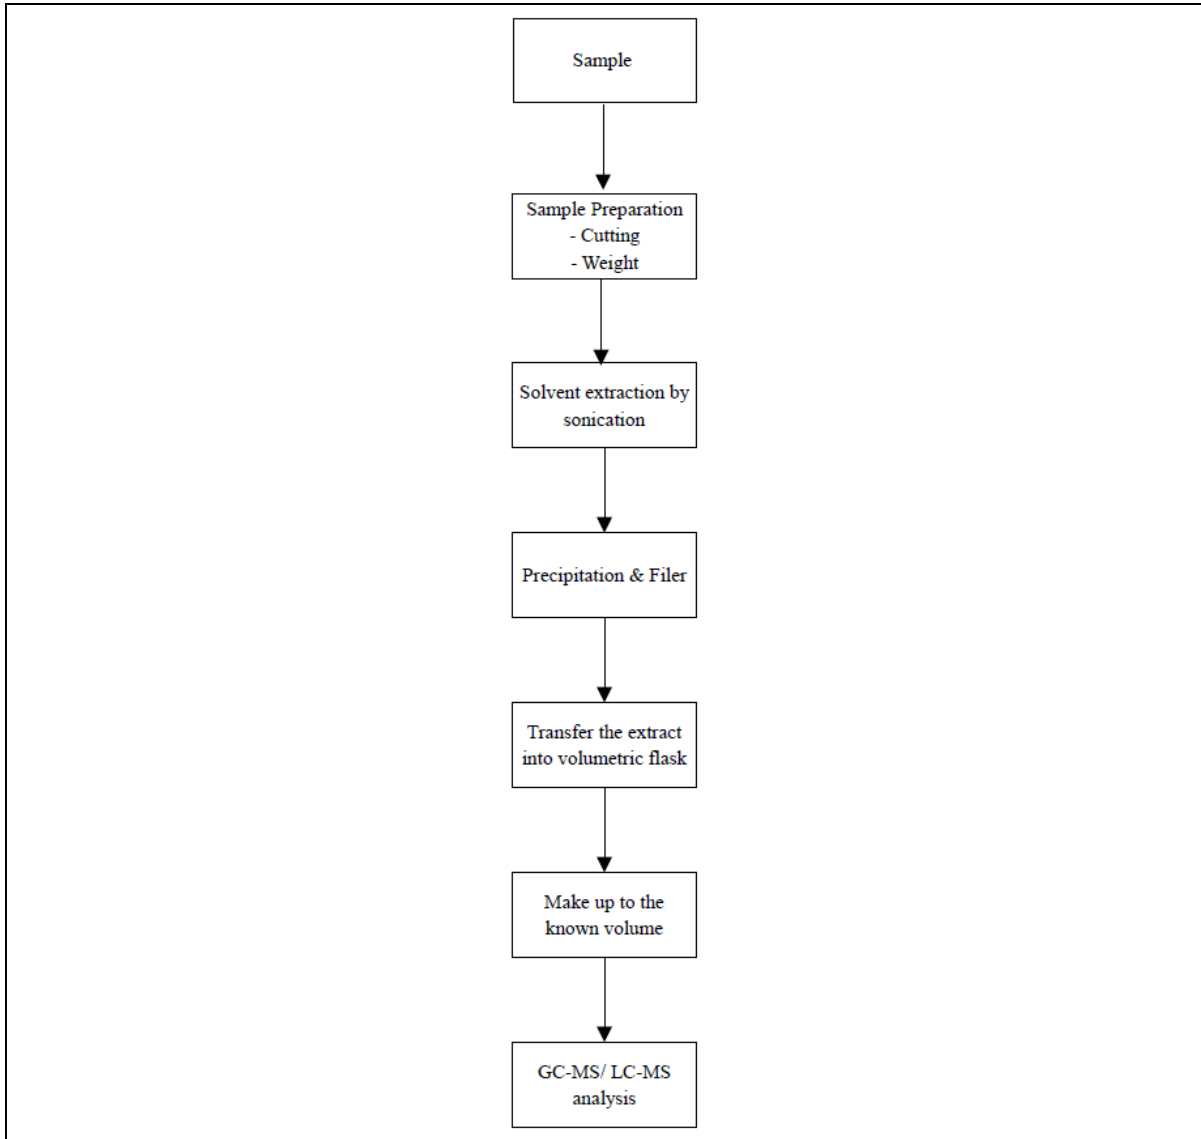 Sample
Sample Preparation
- Cutting
- Weight
Solvent extraction by
sonication
Precipitation & Filer
Transfer the extract
into volumetric flask
Make up to the
known volume
GC-MS/ LC-MS
analysis